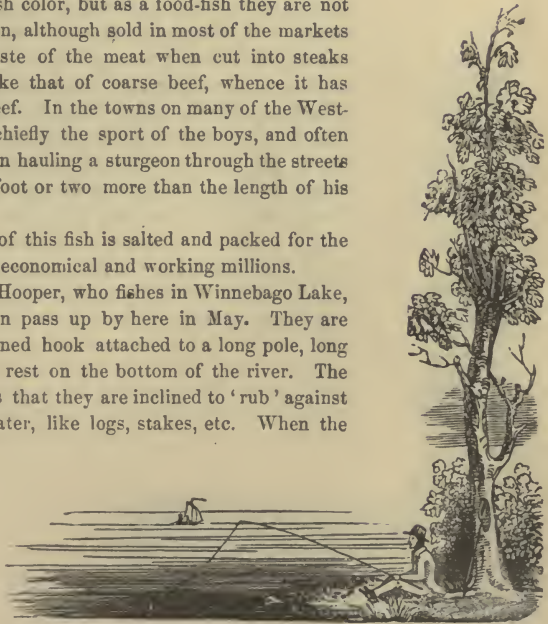 sh color, but as a food-fish they are not
n, although sold in most of the markets
ste of the meat when cut into steaks
ke that of coarse beef, whence it has
ef. In the towns on many of the West-
chiefly the sport of the boys, and often
n hauling a sturgeon through the streets
foot or two more than the length of his
of this fish is salted and packed for the
economical and working millions.
Hooper, who fishes in Winnebago Lake,
n pass up by here in May. They are
ned hook attached to a long pole, long
rest on the bottom of the river. The
s that they are inclined to ‘rub’ against
ater, like logs, stakes, etc. When the